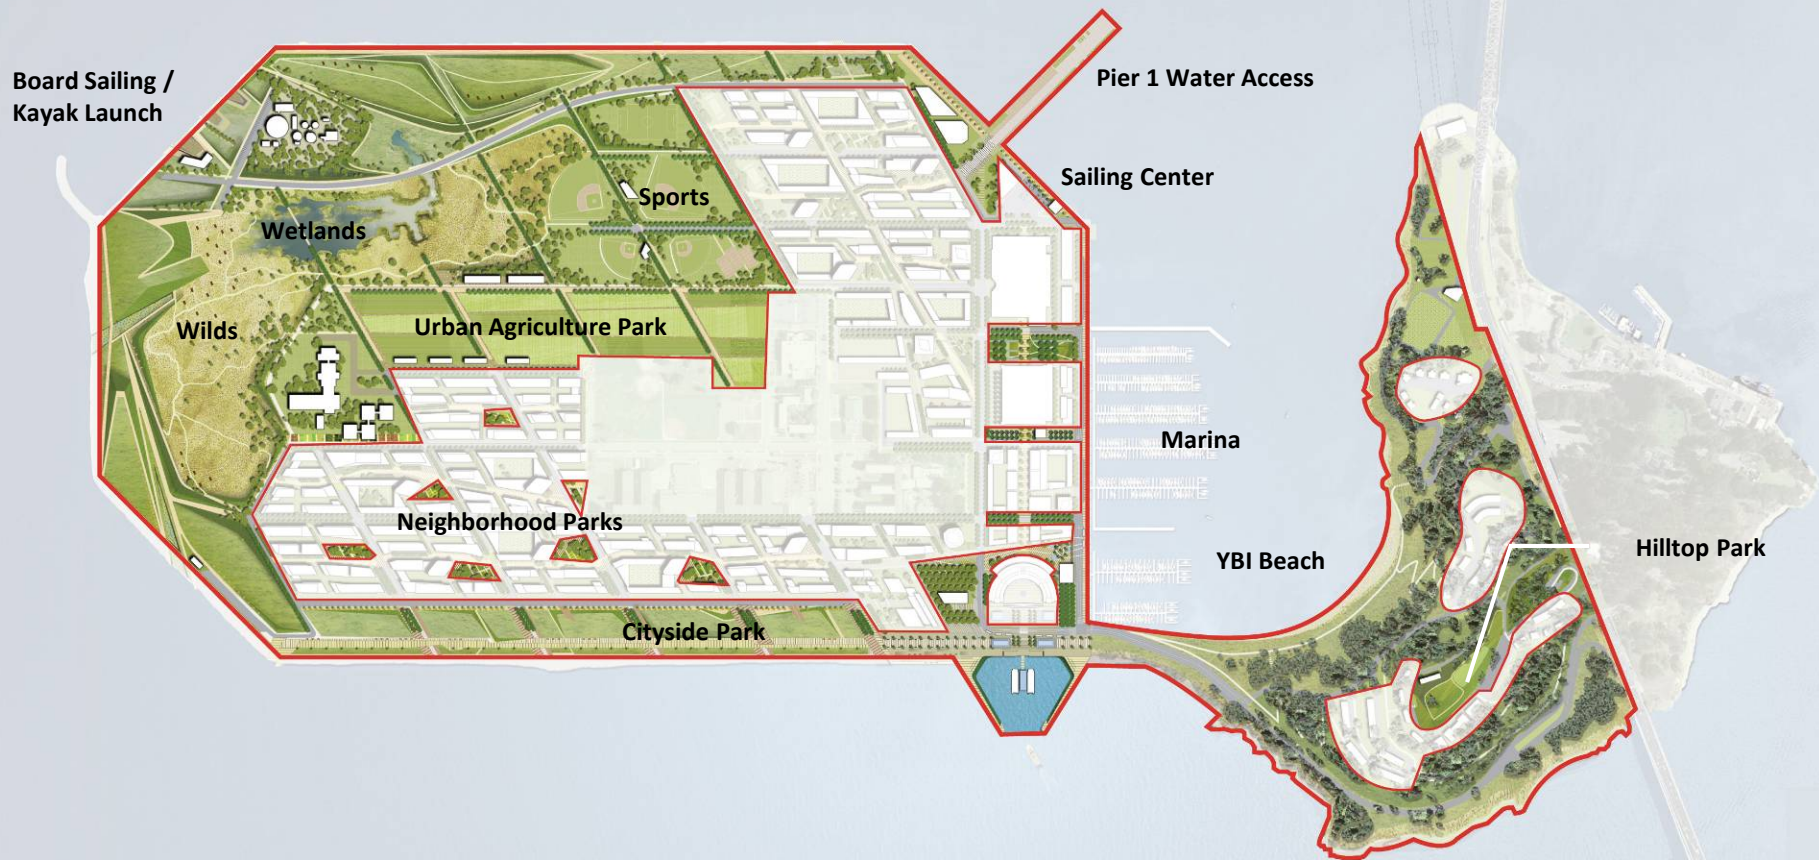 Board Sailing /
Kayak Launch
Pier 1 Water Access
Sailing Center
Sports
Wetlands
Wilds
Urban Agriculture Park
Marina
Neighborhood Parks
YBI Beach
Hilltop Park
Cityside Park